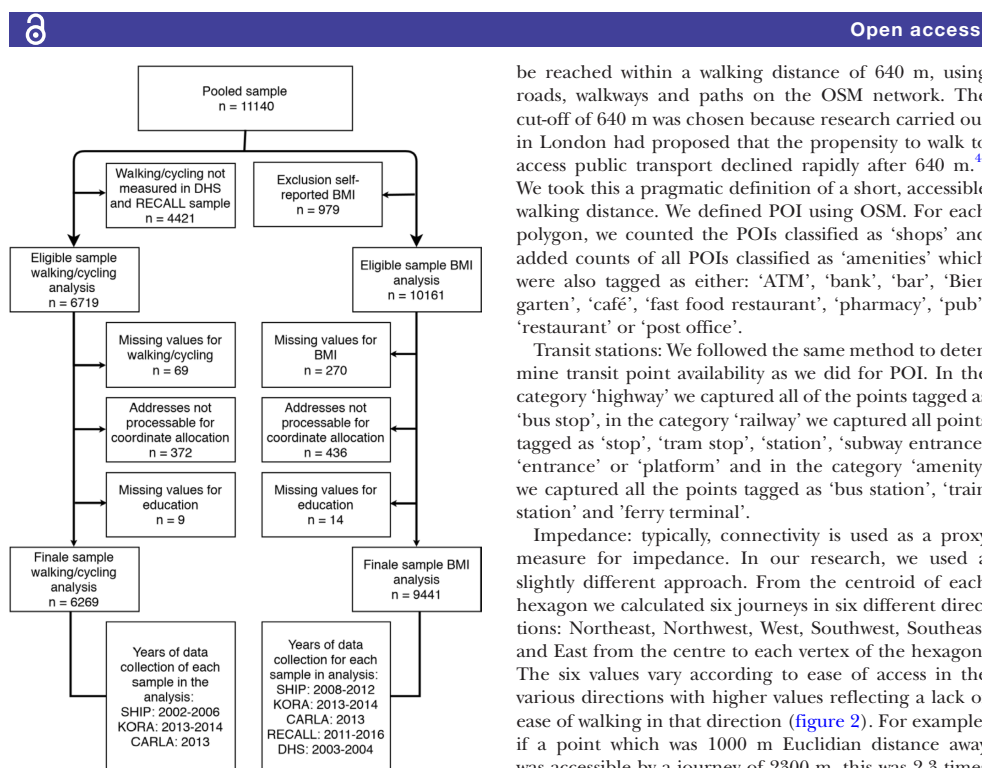 Open access
Pooled sample
n = 11140
Walking/cycling not
measured in DHS
and RECALL sample
n = 4421
Exclusion self-
reported BMI
n = 979
Eligible sample
walking/cycling
analysis
n = 6719
Eligible sample BMI
analysis
n = 10161
Missing values for
walking/cycling
n = 69
Missing values for
BMI
n = 270
Addresses not
processable for
coordinate allocation
n = 372
Addresses not
processable for
coordinate allocation
n = 436
Missing values for
education
n = 9
Missing values for
education
n = 14
Finale sample
walking/cycling
analysis
n = 6269
Finale sample BMI
analysis
n = 9441
Years of data
collection of each
sample in the
analysis:
SHIP: 2002-2006
KORA: 2013-2014
CARLA: 2013
Years of data
collection for each
sample in analysis:
SHIP: 2008-2012
KORA: 2013-2014
CARLA: 2013
RECALL: 2011-2016
DHS: 2003-2004
be reached within a walking distance of 640 m, using
roads, walkways and paths on the OSM network. The
cut-off of 640 m was chosen because research carried ou
in London had proposed that the propensity to walk to
access public transport declined rapidly after 640 m.4
We took this a pragmatic definition of a short, accessible
walking distance. We defined POI using OSM. For each
polygon, we counted the POIs classified as ‘shops’ and
added counts of all POIs classified as ‘amenities’ which
were also tagged as either: ‘ATM’, ‘bank’, ‘bar’, ‘Bier
garten’, ‘café’, ‘fast food restaurant’, ‘pharmacy’, ‘pub’
‘restaurant’ or ‘post office’.
Transit stations: We followed the same method to deter
mine transit point availability as we did for POI. In the
category ‘highway’ we captured all of the points tagged as
‘bus stop’, in the category ‘railway’ we captured all point
tagged as ‘stop’, ‘tram stop’, ‘station’, ‘subway entrance
‘entrance’ or ‘platform’ and in the category ‘amenity
we captured all the points tagged as ‘bus station’, ‘train
station’ and ’ferry terminal’.
Impedance: typically, connectivity is used as a proxy
measure for impedance. In our research, we used a
slightly different approach. From the centroid of each
hexagon we calculated six journeys in six different direc
tions: Northeast, Northwest, West, Southwest, Southeas
and East from the centre to each vertex of the hexagon
The six values vary according to ease of access in the
various directions with higher values reflecting a lack o
ease of walking in that direction (figure 2). For example
if a point which was 1000 m Euclidian distance away
was accessible by a journey of 2300 m, this was 2.3 times